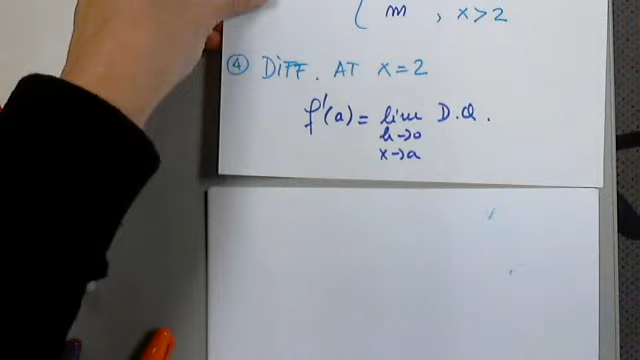 { m , x>2
④ DIFF. AT x=2
f'(a) = lim D.Q.
h→0
x→a